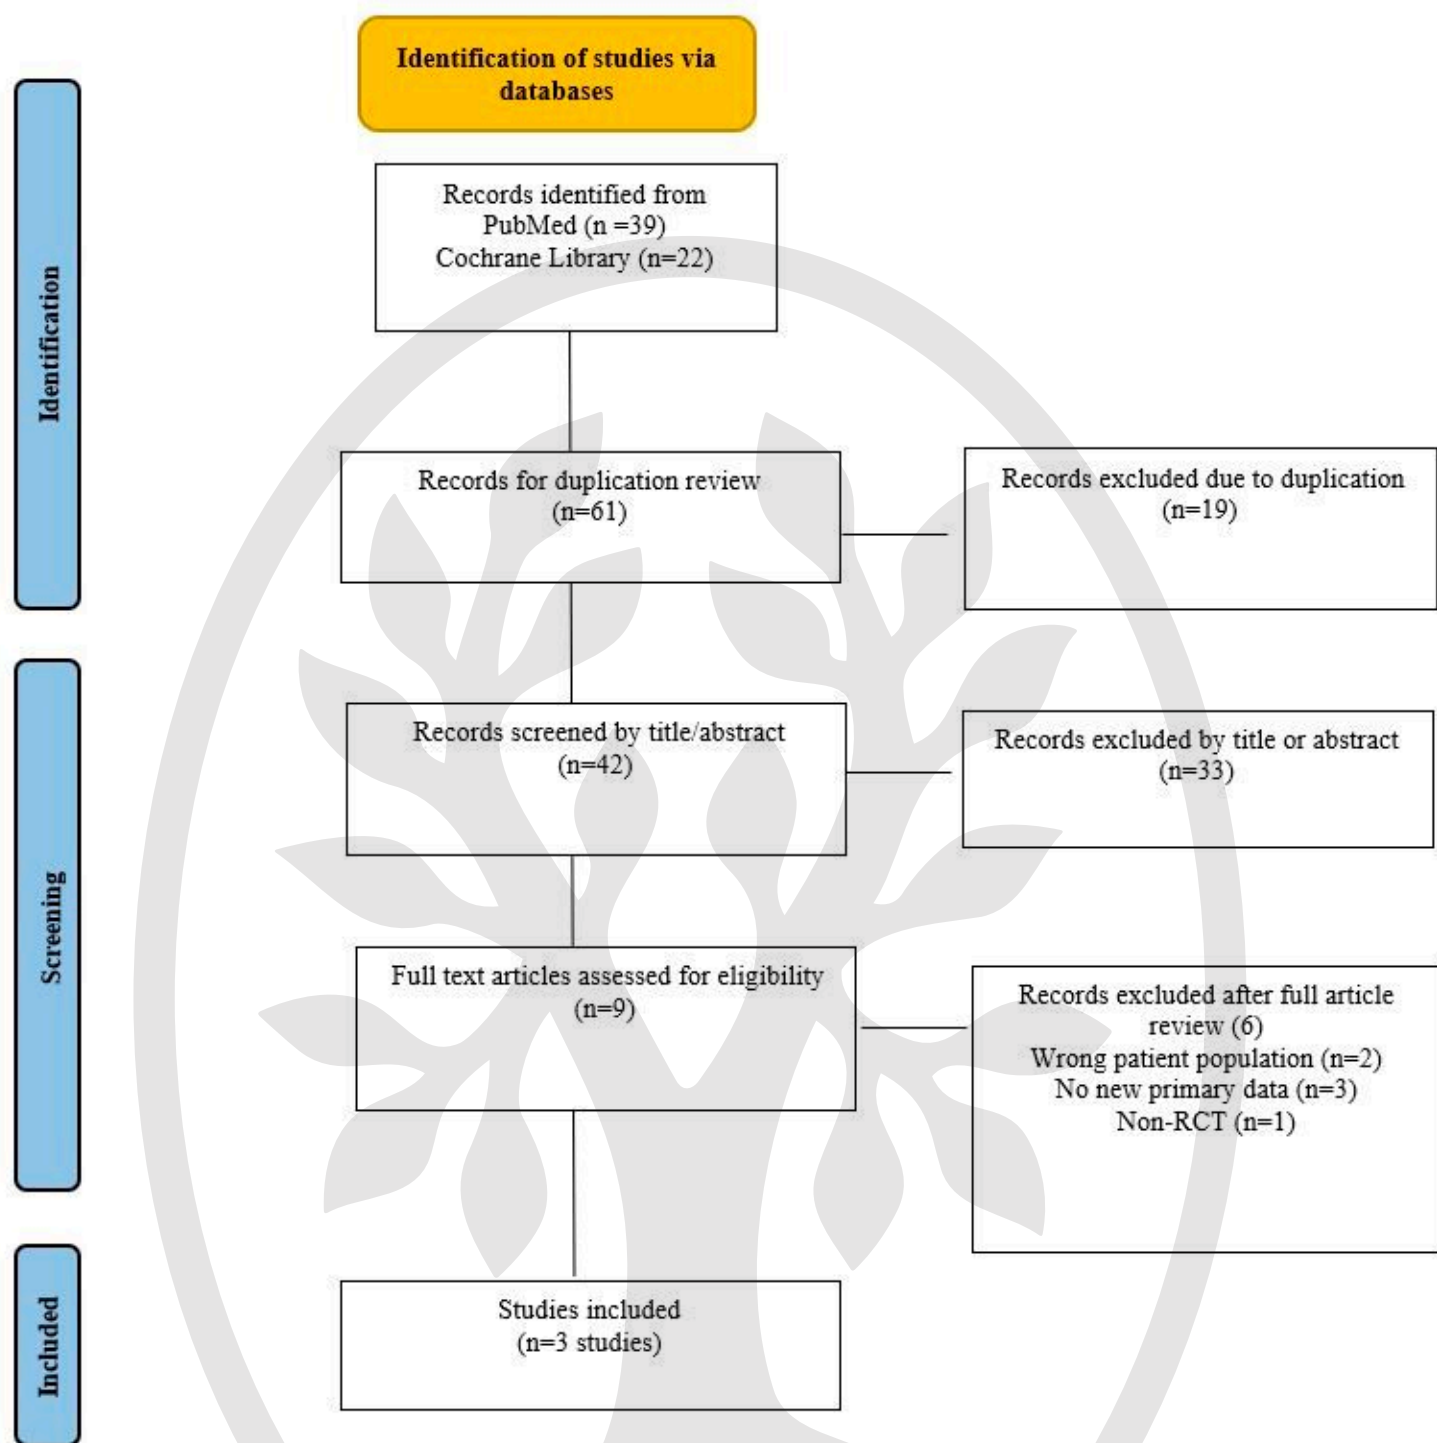 Identification of studies via
databases
Identification
Records identified from
PubMed (n =39)
Cochrane Library (n=22)
Records for duplication review
(n=61)
Records excluded due to duplication
(n=19)
Screening
Records screened by title/abstract
(n=42)
Records excluded by title or abstract
(n=33)
Full text articles assessed for eligibility
(n=9)
Records excluded after full article
review (6)
Wrong patient population (n=2)
No new primary data (n=3)
Non-RCT (n=1)
Included
Studies included
(n=3 studies)